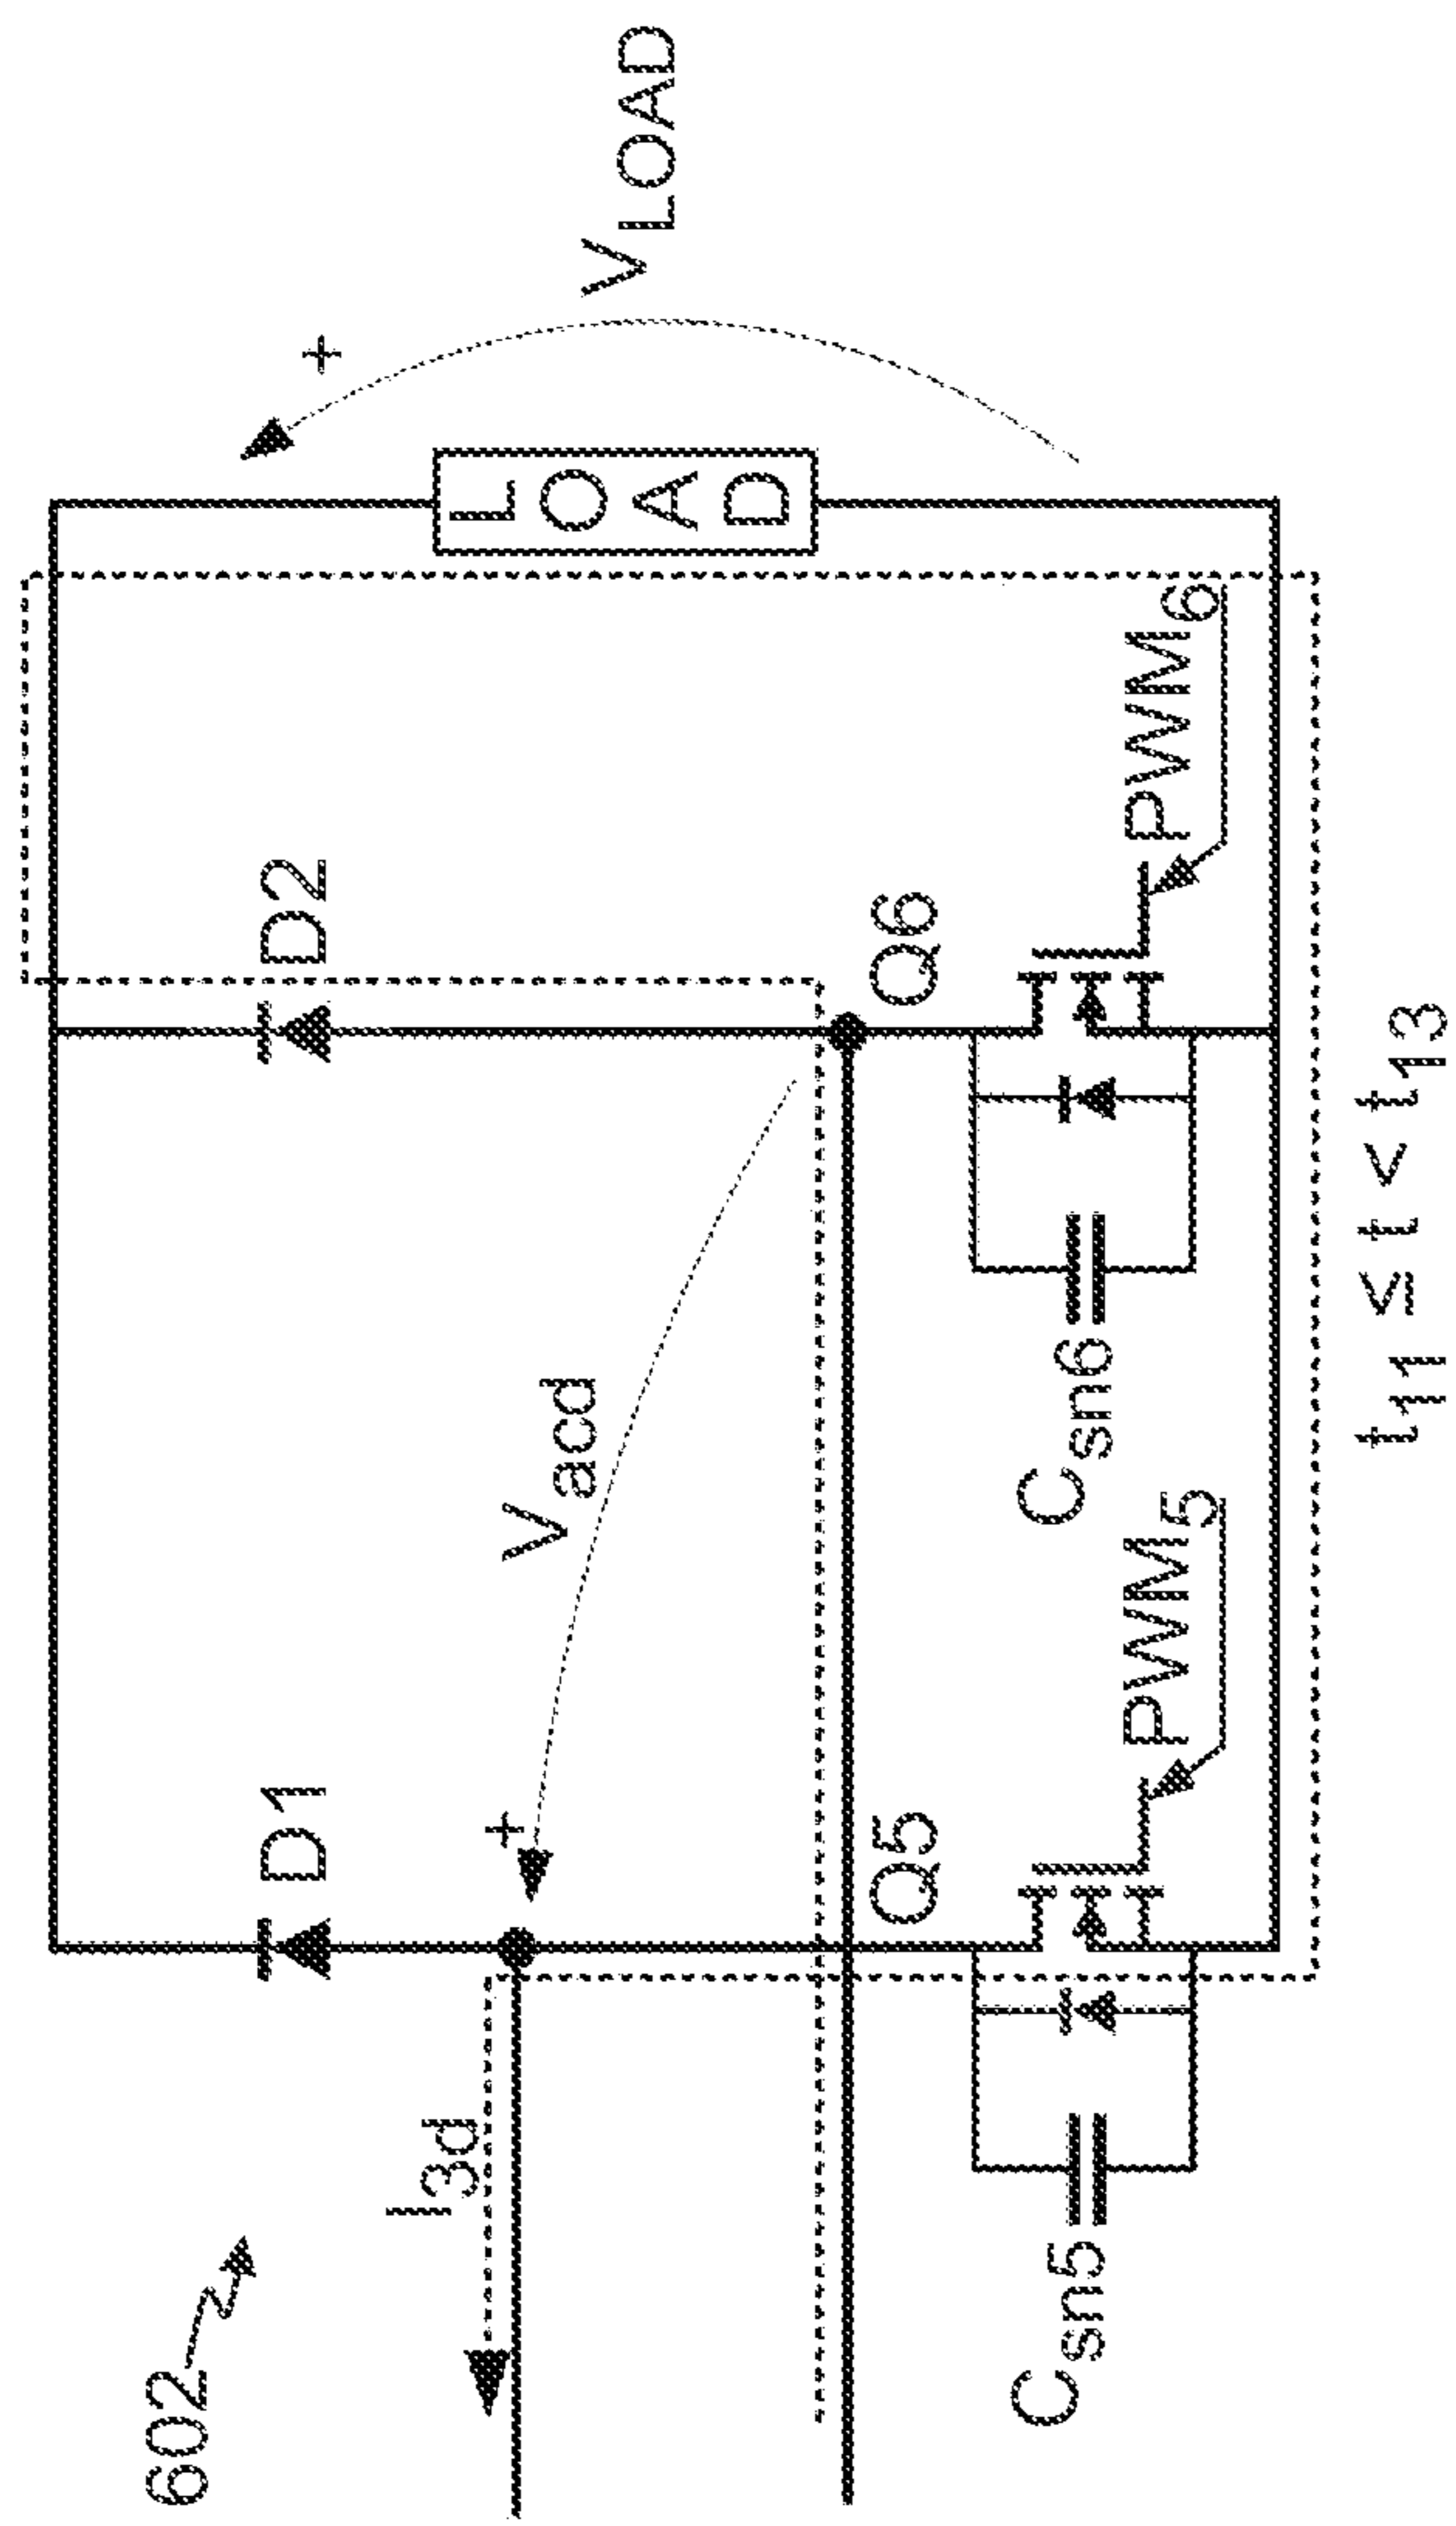 602
I3d
D1
D2
+
Vacd
+
VLOAD
LOAD
Q5
Q6
Csn5
PWM5
Csn6
PWM6
t11 ≤ t < t13